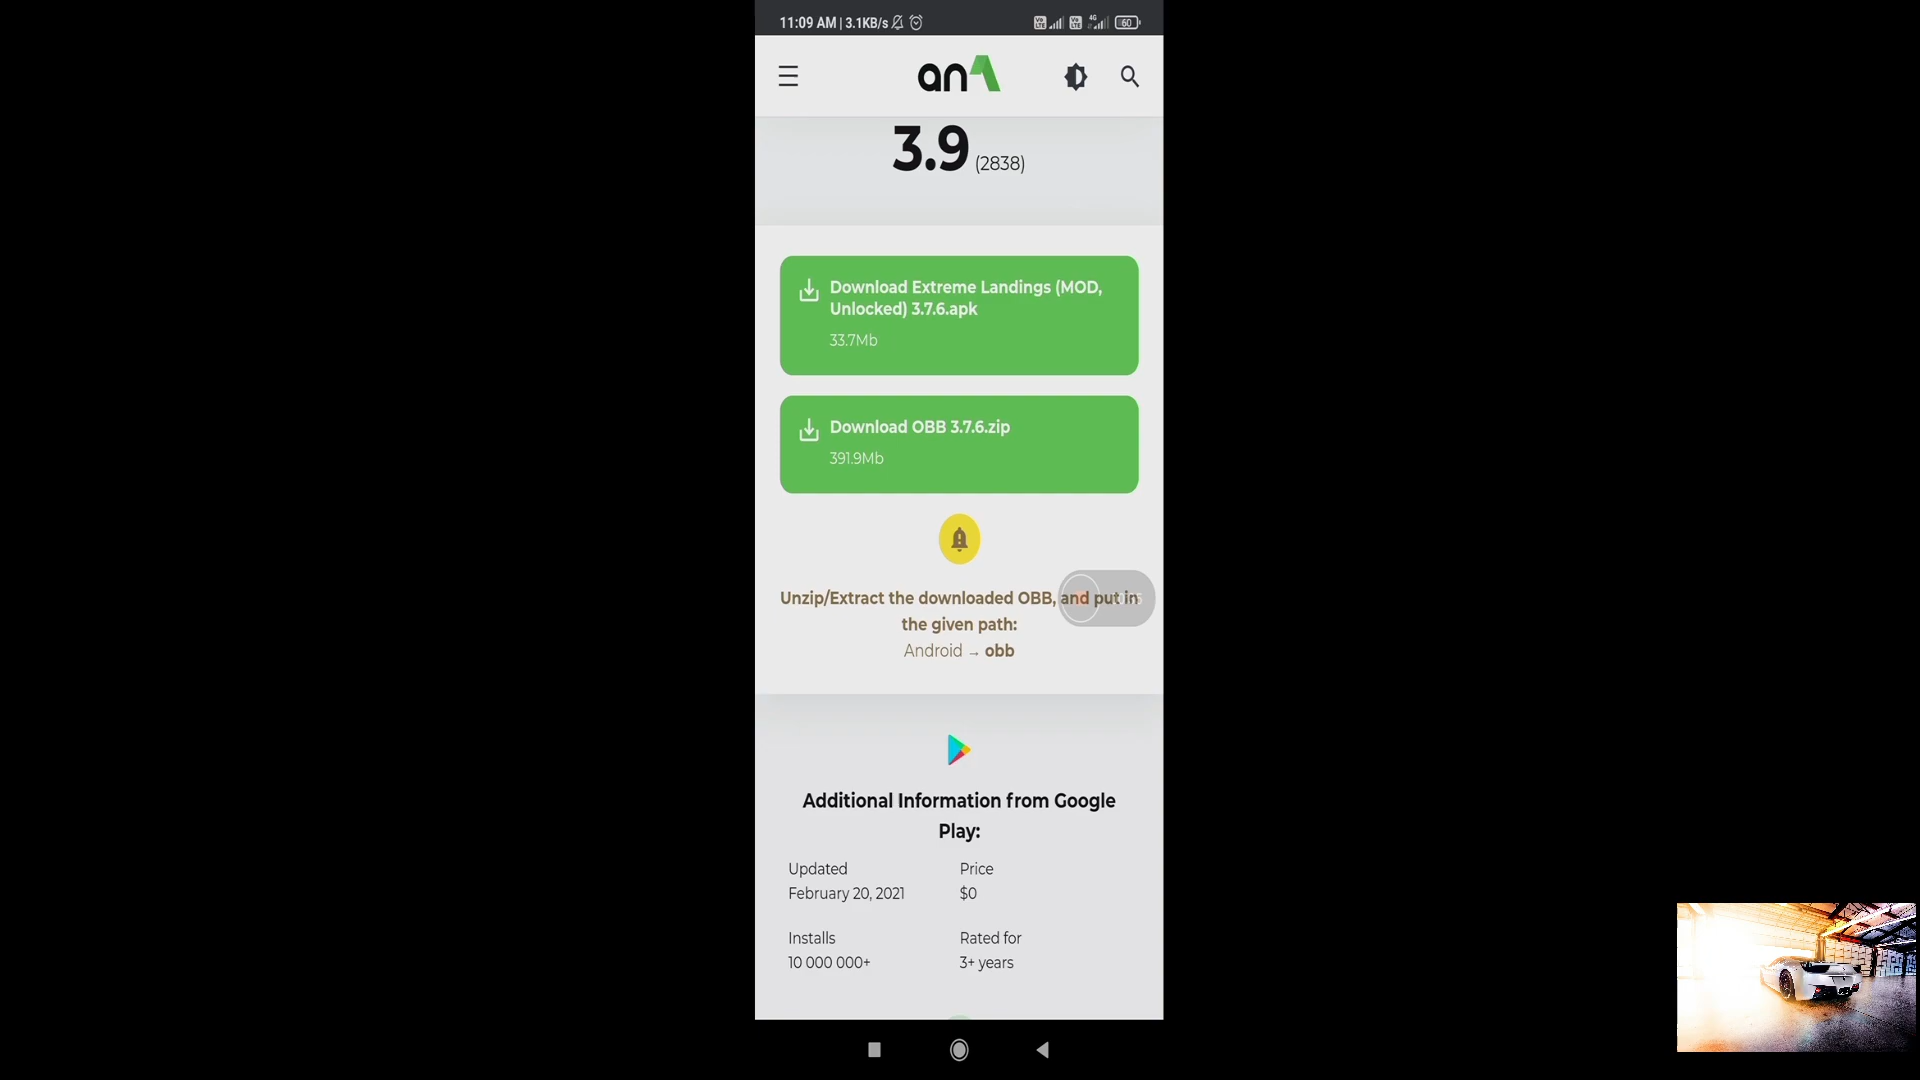 11:09 AM | 3.1KB/s
4G
60
an
3.9 (2838)
Download Extreme Landings (MOD,
Unlocked) 3.7.6.apk
33.7Mb
Download OBB 3.7.6.zip
391.9Mb
Unzip/Extract the downloaded OBB, and put in
the given path:
Android → obb
Additional Information from Google
Play:
Updated
Price
February 20, 2021
$0
Installs
Rated for
10 000 000+
3+ years